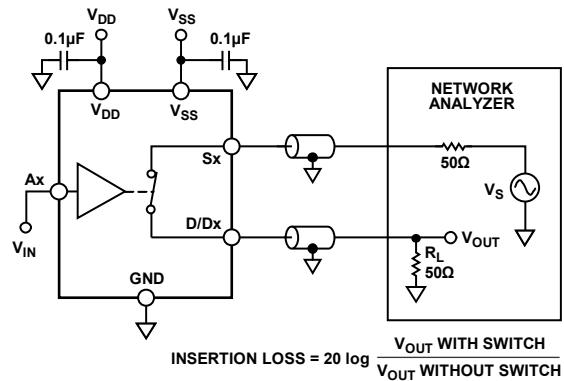 VDD
VSS
0.1µF
0.1µF
VDD
VSS
NETWORK
ANALYZER
Sx
50Ω
VS
Ax
D/Dx
VOUT
VIN
RL
50Ω
GND
INSERTION LOSS = 20 log VOUT WITH SWITCH
VOUT WITHOUT SWITCH